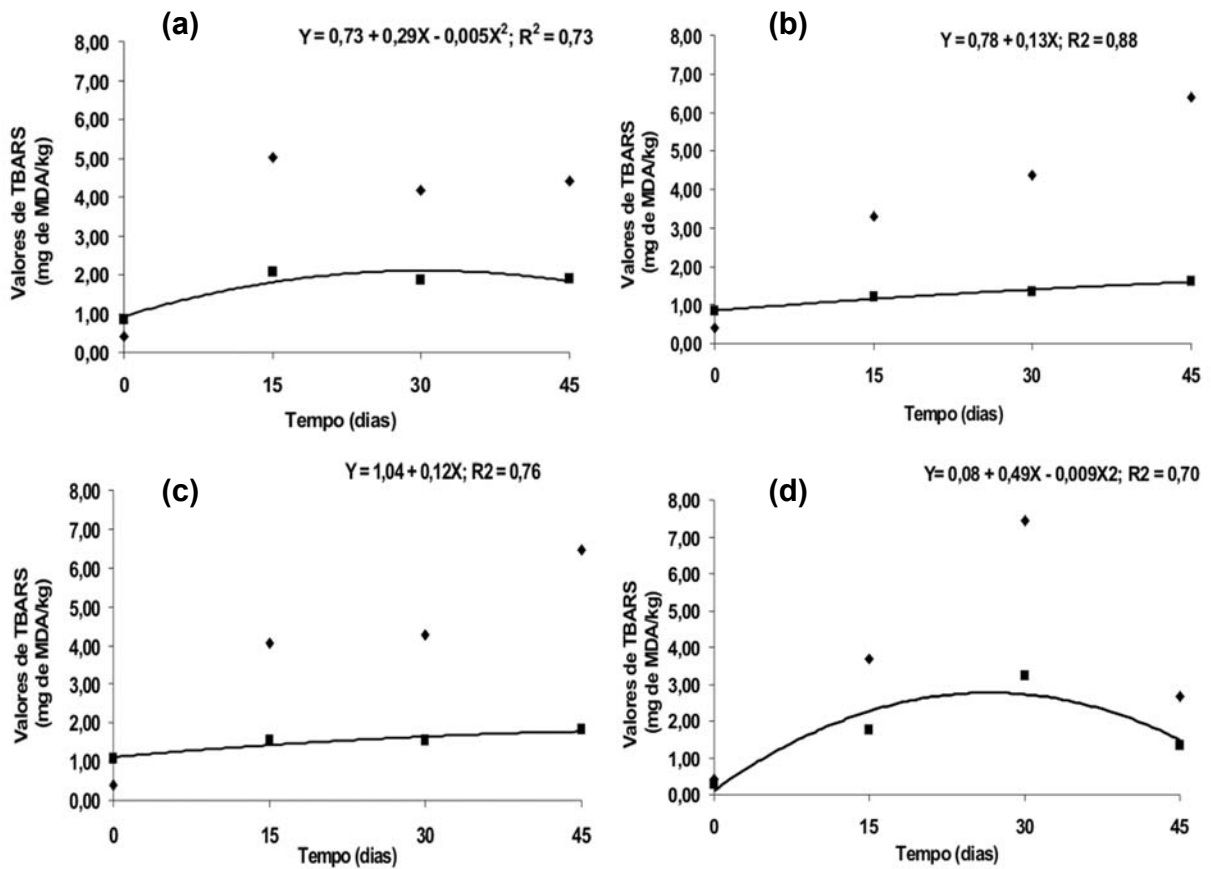 (a)
Y = 0,73 + 0,29X - 0,005X²; R² = 0,73
8,00
7,00
6,00
5,00
4,00
3,00
2,00
1,00
0,00
Valores de TBARS
(mg de MDA/kg)
0 15 30 45
Tempo (dias)
(b)
Y = 0,78 + 0,13X; R2 = 0,88
8,00
7,00
6,00
5,00
4,00
3,00
2,00
1,00
0,00
Valores de TBARS
(mg de MDA/kg)
0 15 30 45
Tempo (dias)
(c)
Y = 1,04 + 0,12X; R2 = 0,76
8,00
7,00
6,00
5,00
4,00
3,00
2,00
1,00
0,00
Valores de TBARS
(mg de MDA/kg)
0 15 30 45
Tempo (dias)
(d)
Y= 0,08 + 0,49X - 0,009X2; R2 = 0,70
8,00
7,00
6,00
5,00
4,00
3,00
2,00
1,00
0,00
Valores de TBARS
(mg de MDA/kg)
0 15 30 45
Tempo (dias)